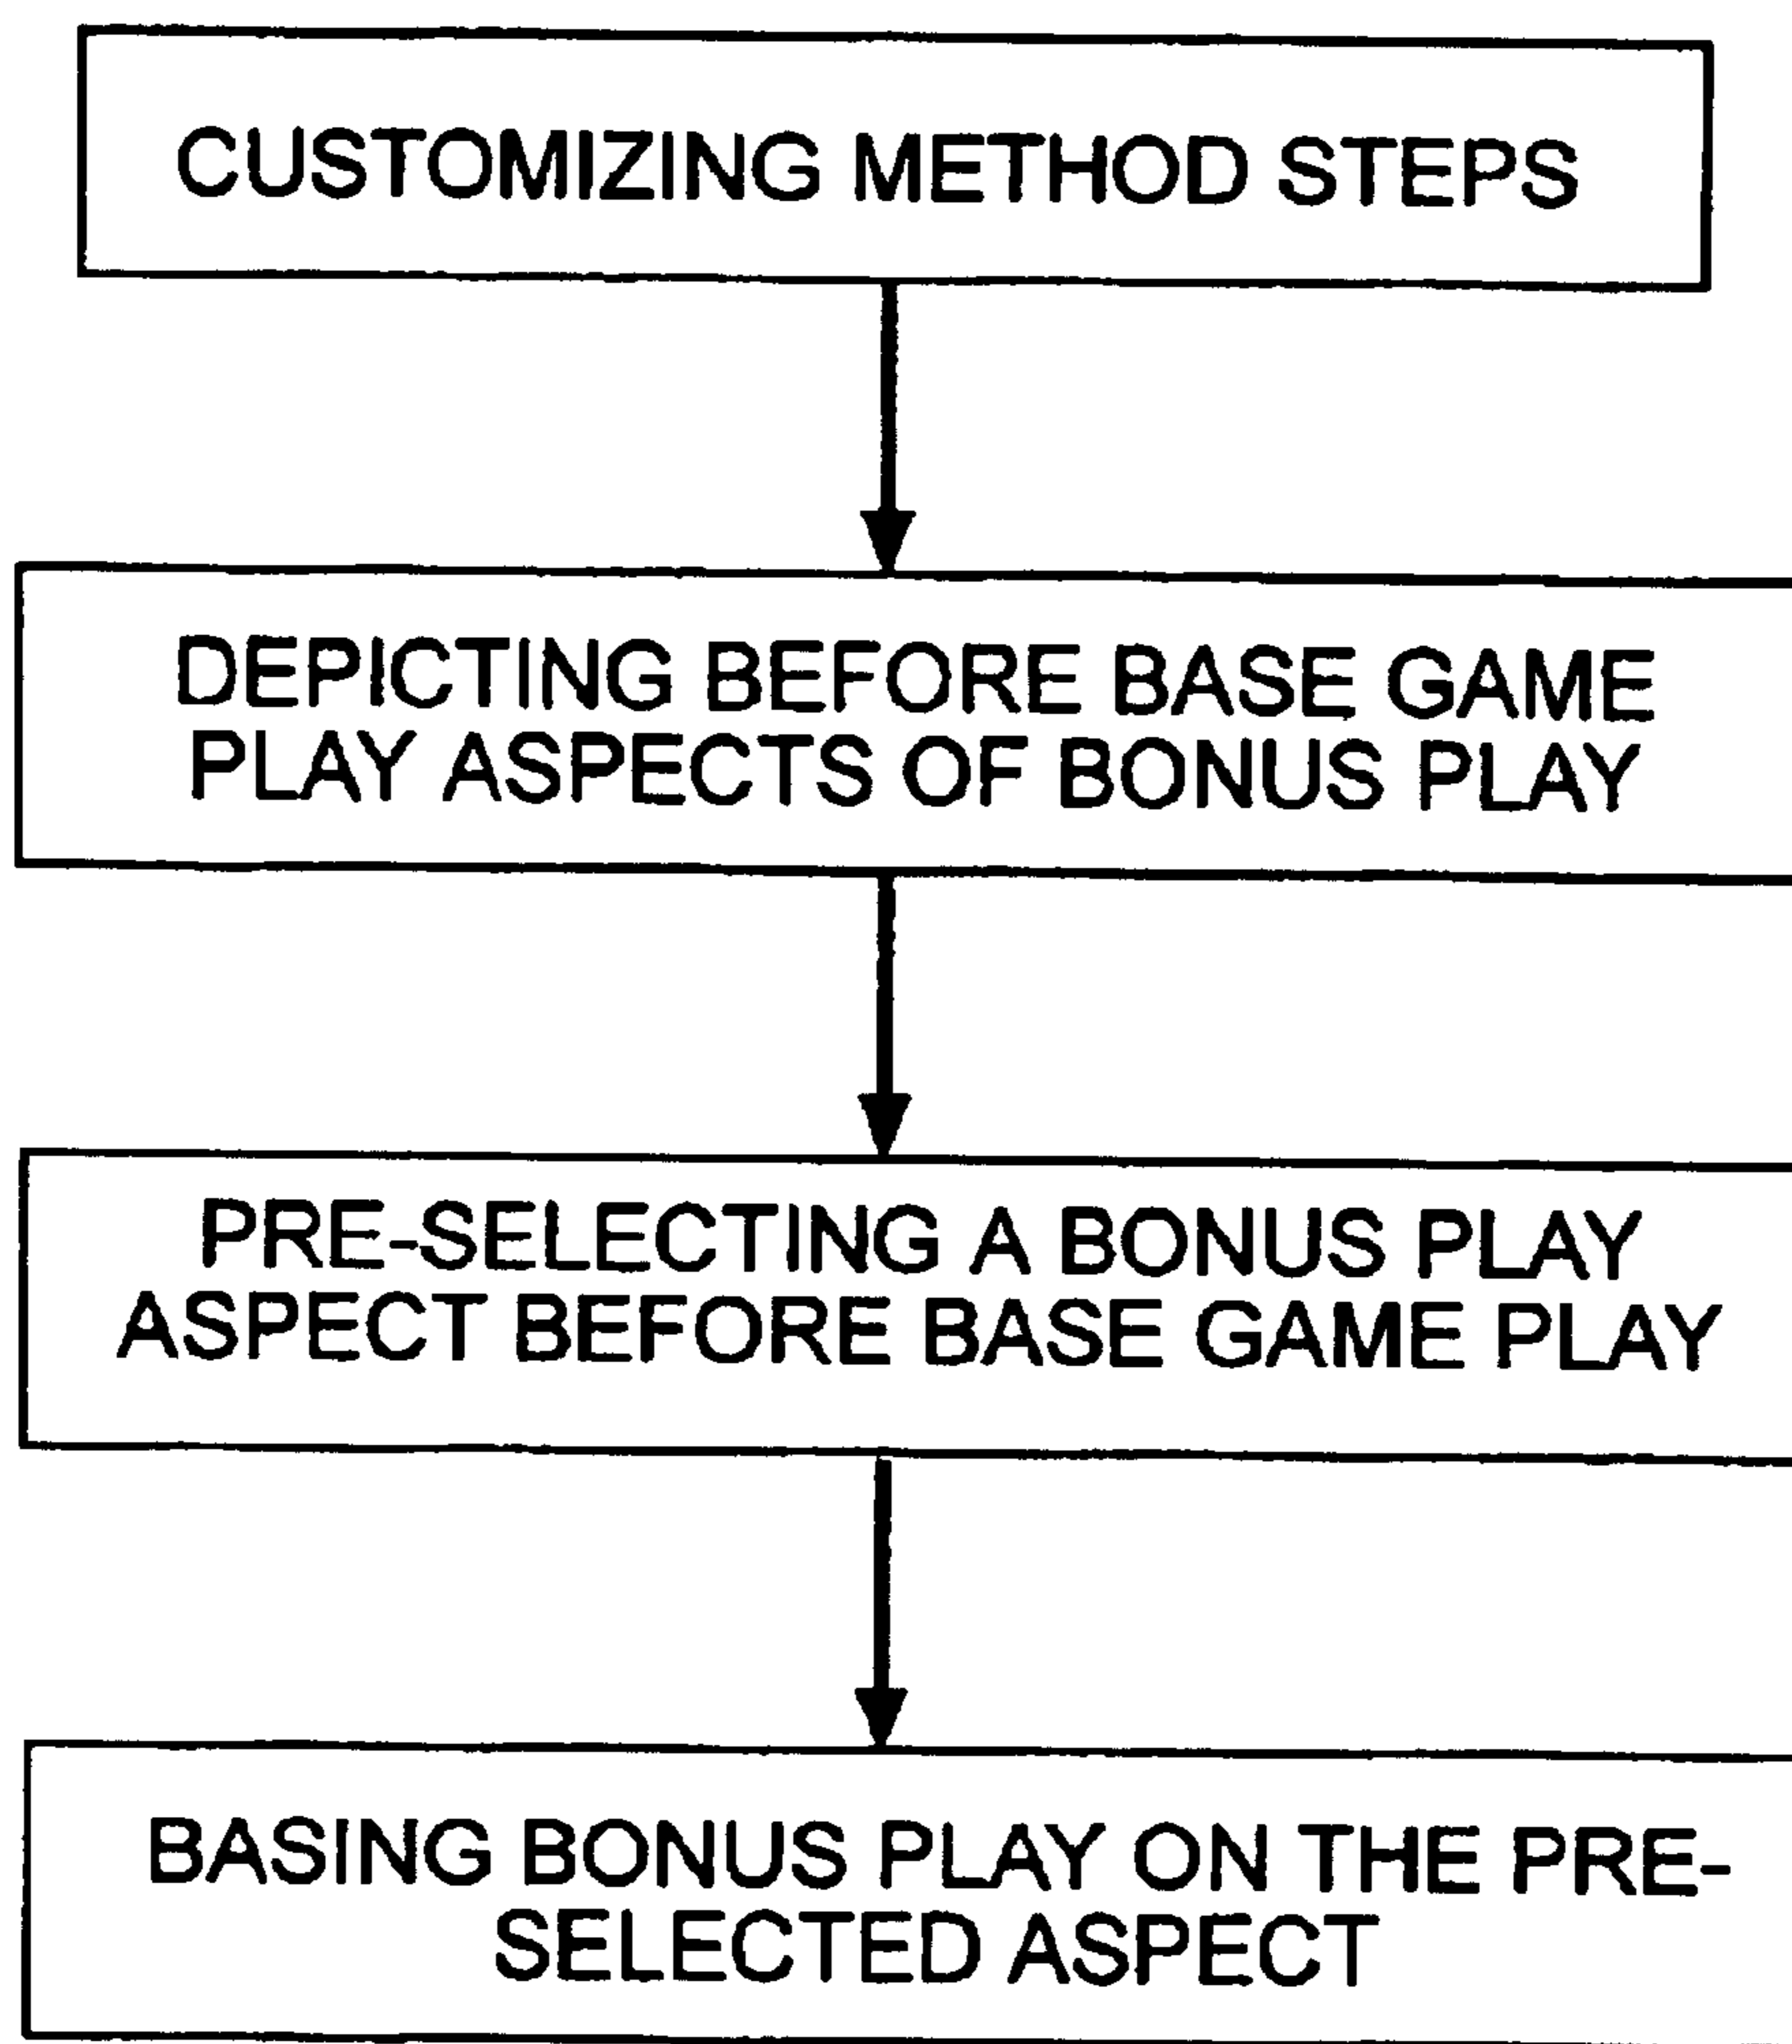 CUSTOMIZING METHOD STEPS
DEPICTING BEFORE BASE GAME
PLAY ASPECTS OF BONUS PLAY
PRE-SELECTING A BONUS PLAY
ASPECT BEFORE BASE GAME PLAY
BASING BONUS PLAY ON THE PRE-
SELECTED ASPECT